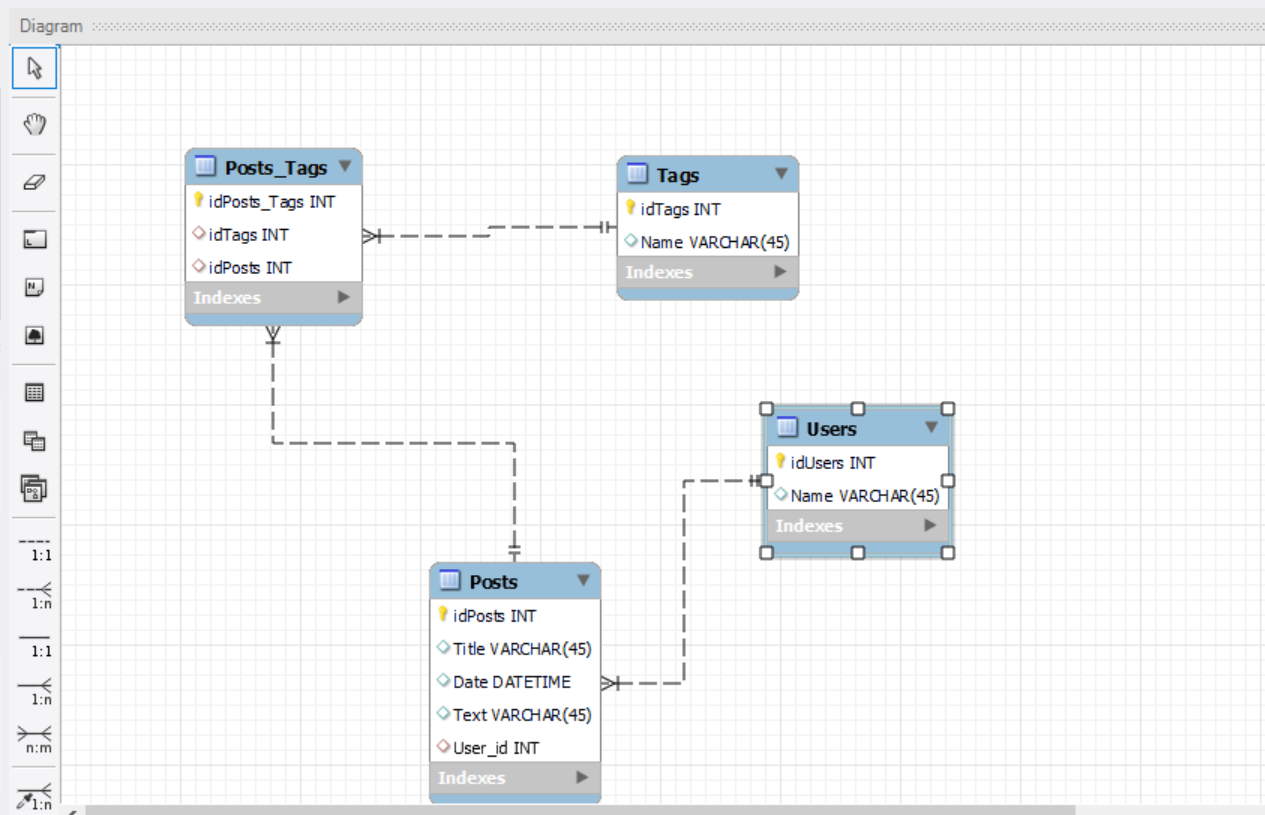 Diagram
Posts_Tags
idPosts_Tags INT
idTags INT
idPosts INT
Indexes
Tags
idTags INT
Name VARCHAR(45)
Indexes
Users
idUsers INT
Name VARCHAR(45)
Indexes
Posts
idPosts INT
Title VARCHAR(45)
Date DATETIME
Text VARCHAR(45)
User_id INT
Indexes
N
1:1
1:n
1:1
1:n
n:m
1:n